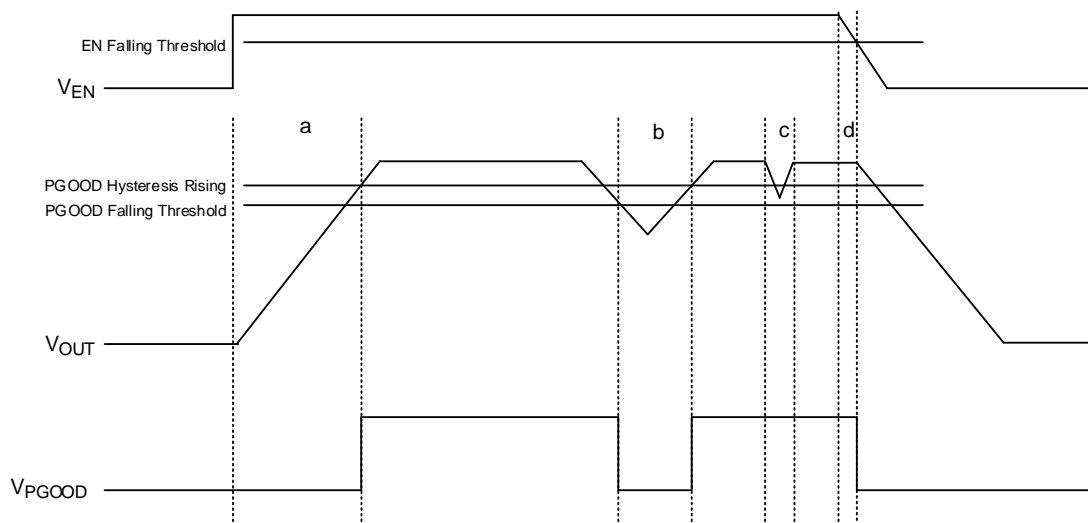 EN Falling Threshold
VEN
a
b
c
d
PGOOD Hysteresis Rising
PGOOD Falling Threshold
VOUT
VPGOOD